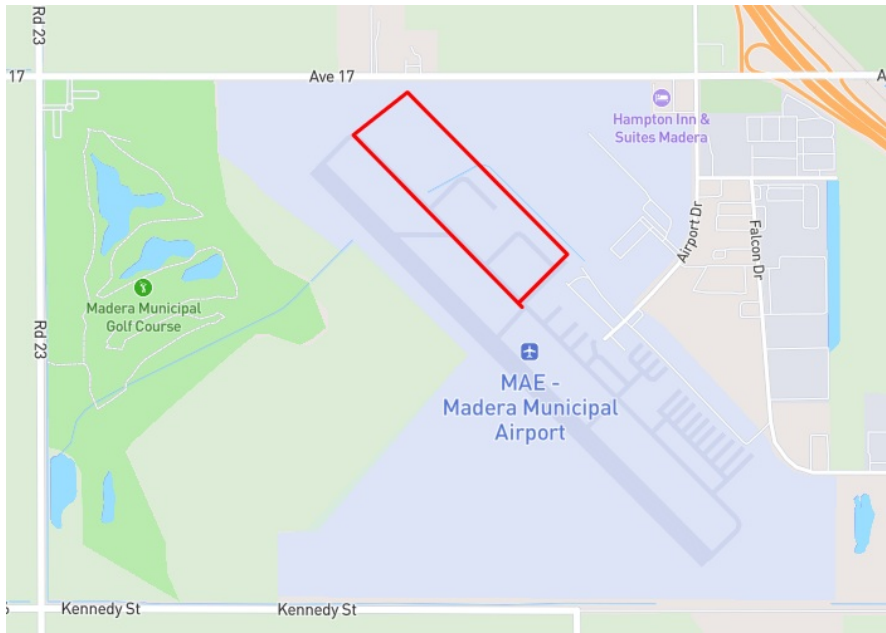 Rd 23
17
Ave 17
A
Hampton Inn &
Suites Madera
Airport Dr
Falcon Dr
Madera Municipal
Golf Course
Rd 23
MAE -
Madera Municipal
Airport
Kennedy St
Kennedy St